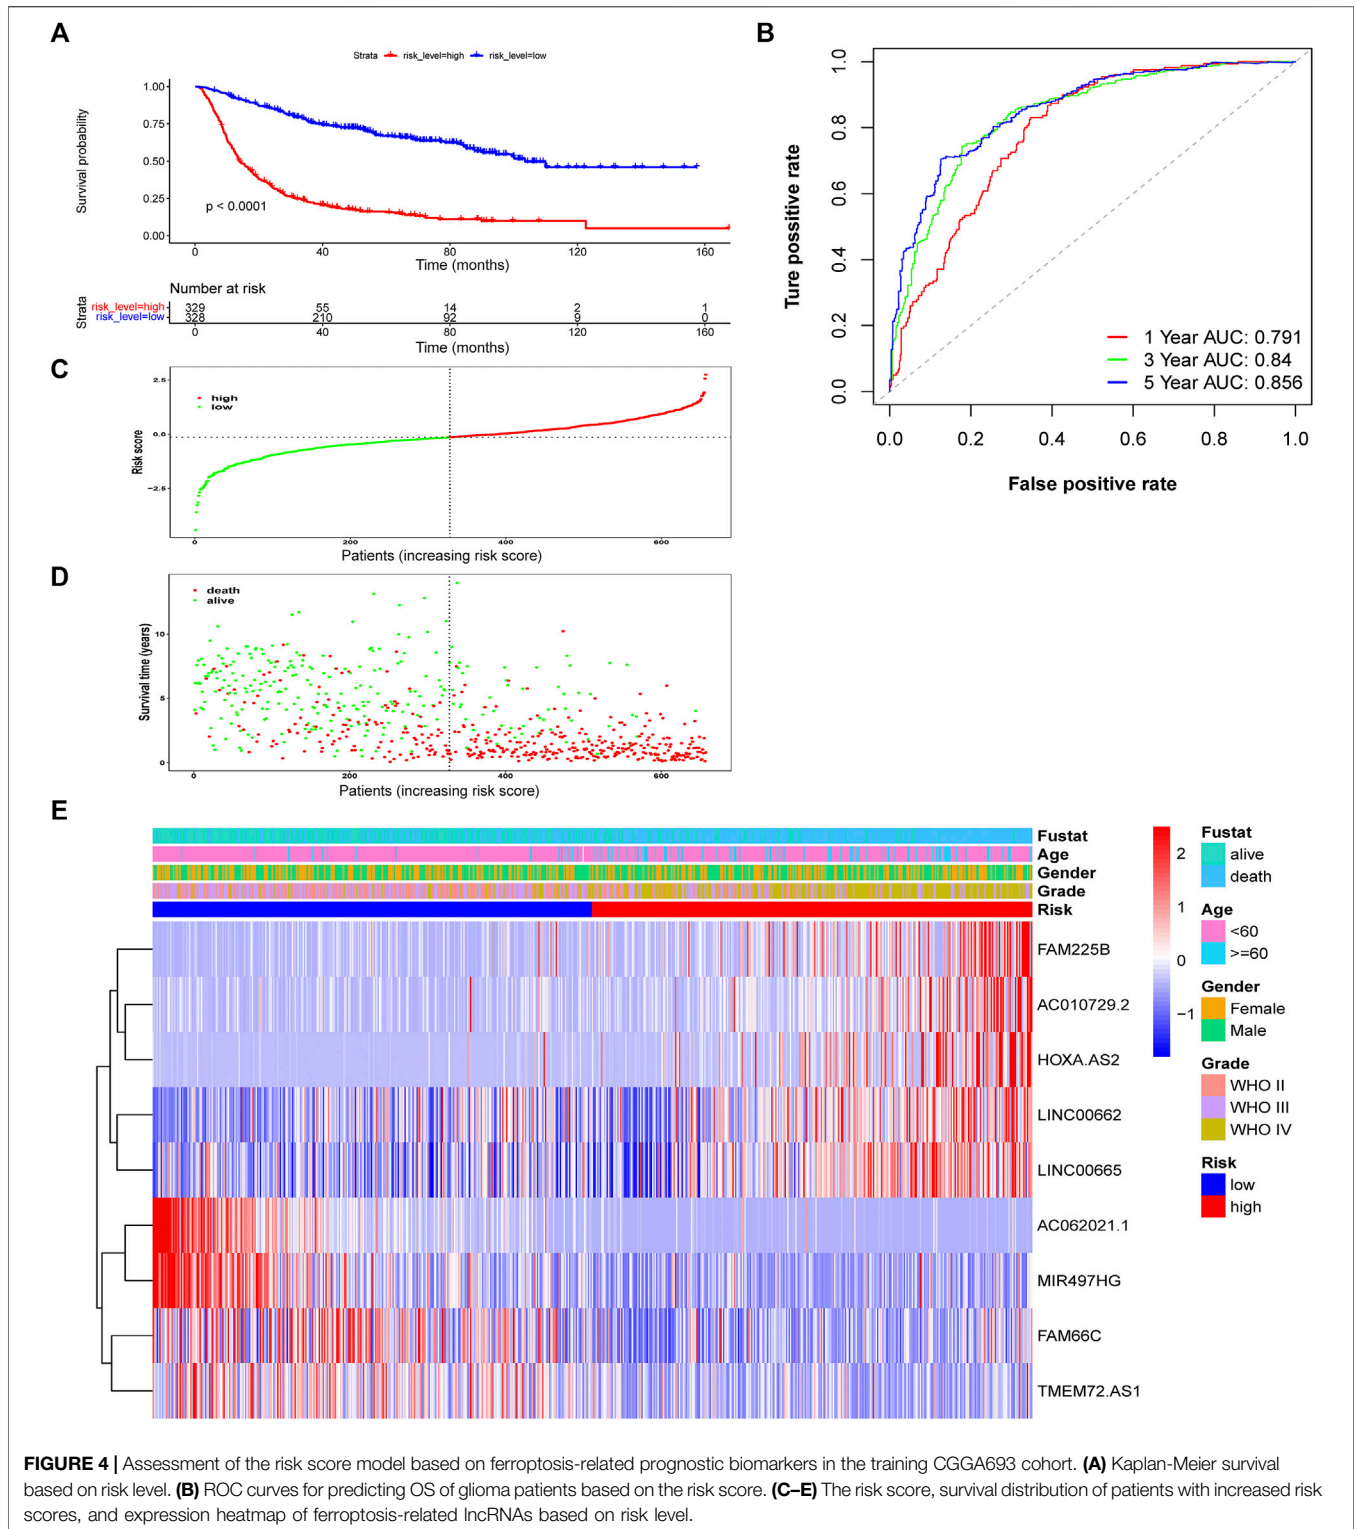 A
Strata risk_level=high risk_level=low
Survival probability
1.00
0.75
0.50
0.25
0.00
p < 0.0001
0 40 80 120 160
Time (months)
Number at risk
Strata
risk_level=high 329 55 14 2 1
risk_level=low 328 210 92 9 0
0 40 80 120 160
Time (months)
B
Ture possitive rate
1.0
0.8
0.6
0.4
0.2
0.0
1 Year AUC: 0.791
3 Year AUC: 0.84
5 Year AUC: 0.856
0.0 0.2 0.4 0.6 0.8 1.0
False positive rate
C
Risk score
2.5
0.0
−2.5
high
low
0 200 400 600
Patients (increasing risk score)
D
Survival time (years)
10
5
0
death
alive
0 200 400 600
Patients (increasing risk score)
E
Fustat
Age
Gender
Grade
Risk
FAM225B
AC010729.2
HOXA.AS2
LINC00662
LINC00665
AC062021.1
MIR497HG
FAM66C
TMEM72.AS1
2
1
0
−1
Fustat
alive
death
Age
<60
>=60
Gender
Female
Male
Grade
WHO II
WHO III
WHO IV
Risk
low
high
FIGURE 4 | Assessment of the risk score model based on ferroptosis-related prognostic biomarkers in the training CGGA693 cohort. (A) Kaplan-Meier survival
based on risk level. (B) ROC curves for predicting OS of glioma patients based on the risk score. (C–E) The risk score, survival distribution of patients with increased risk
scores, and expression heatmap of ferroptosis-related lncRNAs based on risk level.